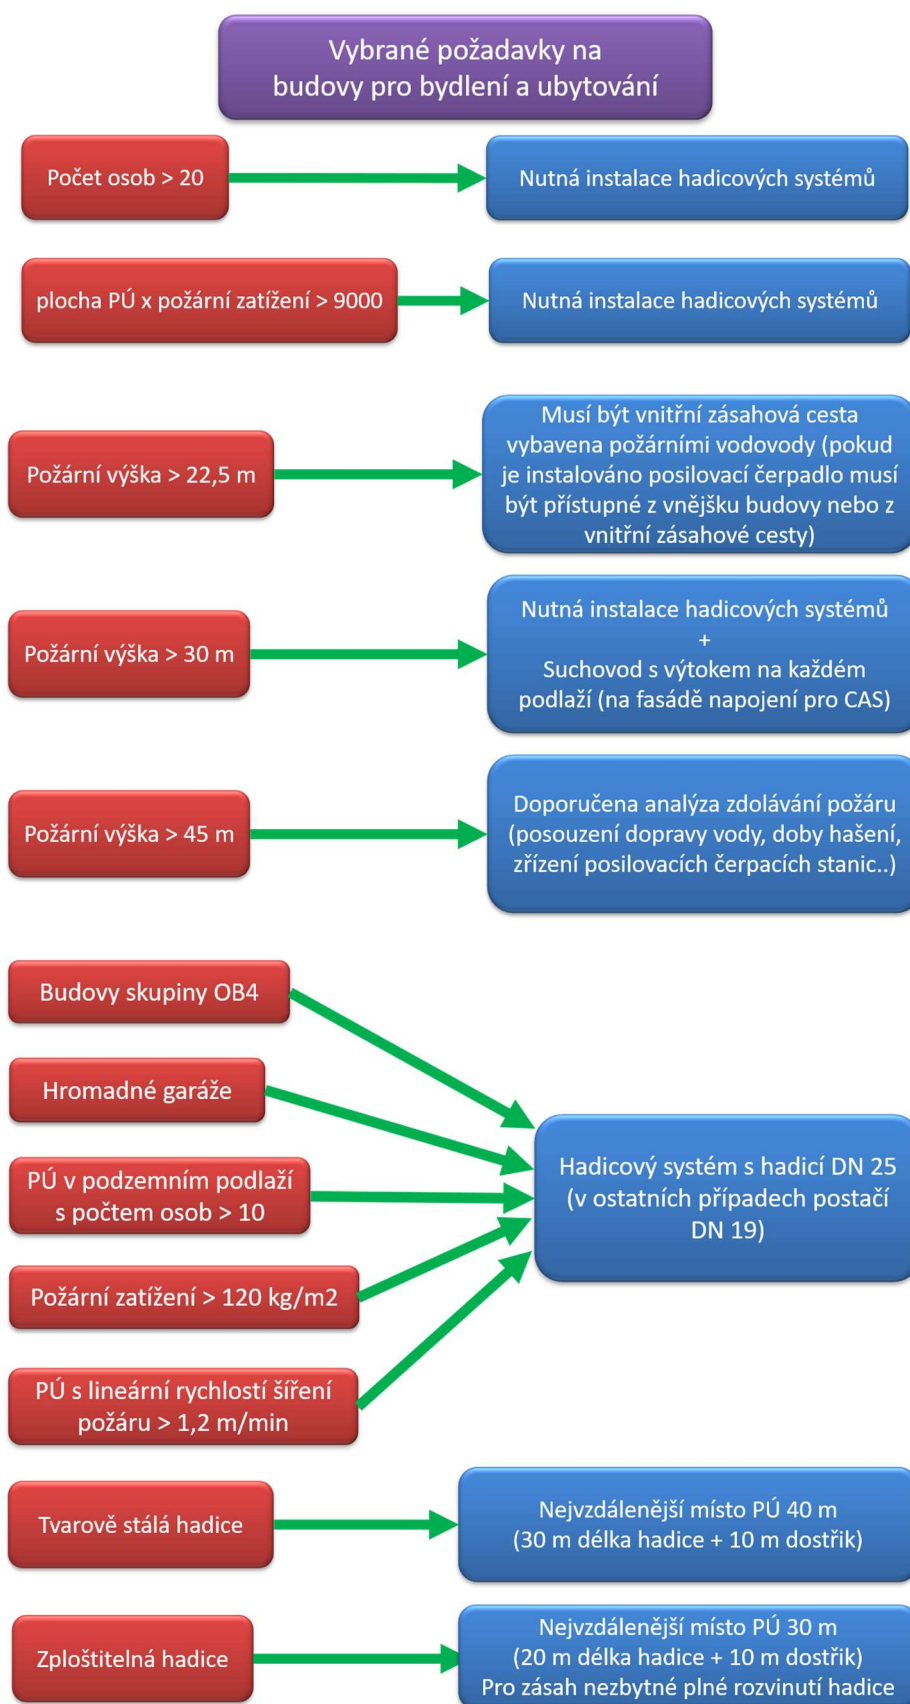 Vybrané požadavky na
budovy pro bydlení a ubytování
Počet osob > 20
Nutná instalace hadicových systémů
plocha PÚ x požární zatížení > 9000
Nutná instalace hadicových systémů
Požární výška > 22,5 m
Musí být vnitřní zásahová cesta
vybavena požárními vodovody (pokud
je instalováno posilovací čerpadlo musí
být přístupné z vnějšku budovy nebo z
vnitřní zásahové cesty)
Požární výška > 30 m
Nutná instalace hadicových systémů
+
Suchovod s výtokem na každém
podlaží (na fasádě napojení pro CAS)
Požární výška > 45 m
Doporučena analýza zdolávání požáru
(posouzení dopravy vody, doby hašení,
zřízení posilovacích čerpacích stanic..)
Budovy skupiny OB4
Hromadné garáže
PÚ v podzemním podlaží
s počtem osob > 10
Požární zatížení > 120 kg/m2
PÚ s lineární rychlostí šíření
požáru > 1,2 m/min
Hadicový systém s hadicí DN 25
(v ostatních případech postačí
DN 19)
Tvarově stálá hadice
Nejvzdálenější místo PÚ 40 m
(30 m délka hadice + 10 m dostřik)
Zploštitelná hadice
Nejvzdálenější místo PÚ 30 m
(20 m délka hadice + 10 m dostřik)
Pro zásah nezbytné plné rozvinutí hadice